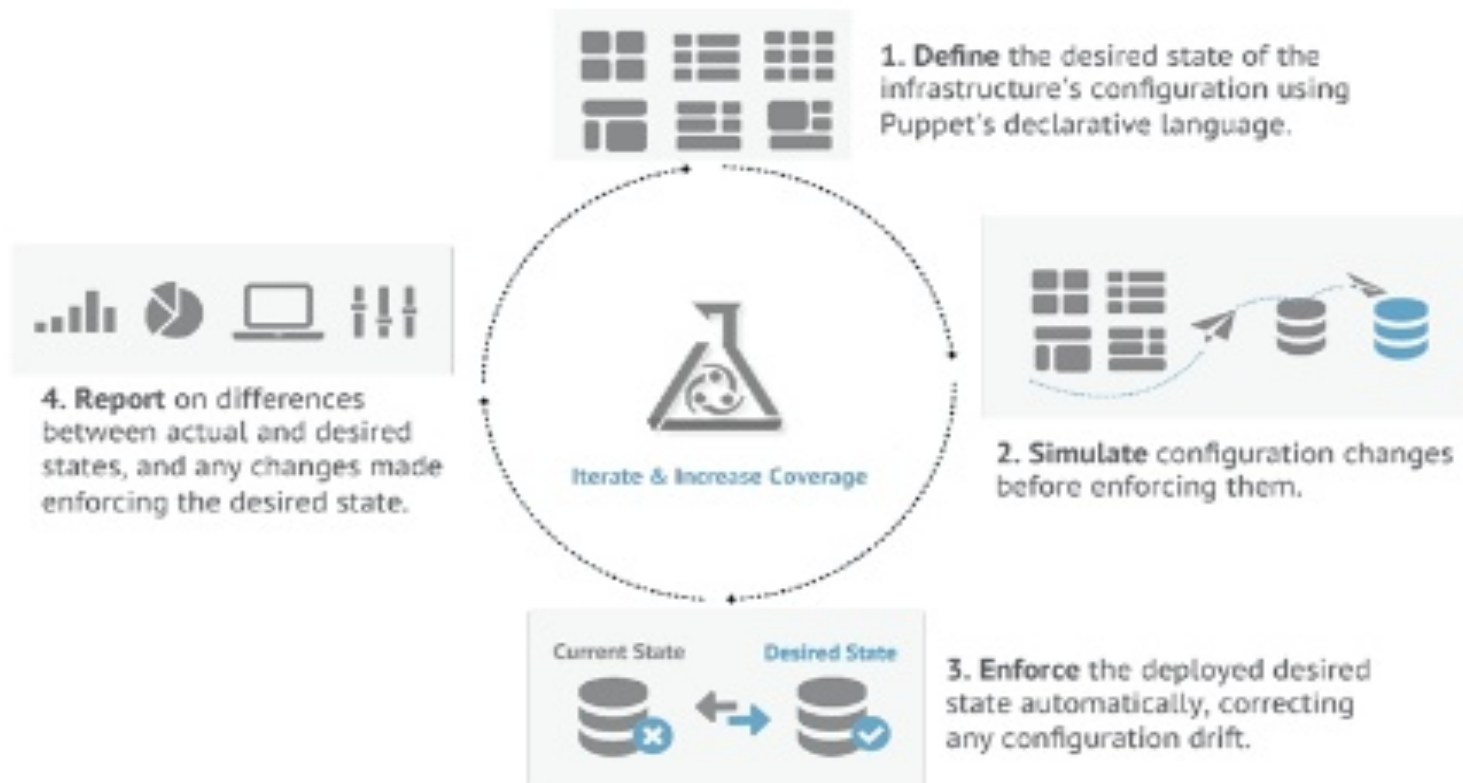 1. Define the desired state of the
infrastructure's configuration using
Puppet's declarative language.
2. Simulate configuration changes
before enforcing them.
Current State
Desired State
3. Enforce the deployed desired
state automatically, correcting
any configuration drift.
4. Report on differences
between actual and desired
states, and any changes made
enforcing the desired state.
Iterate & Increase Coverage